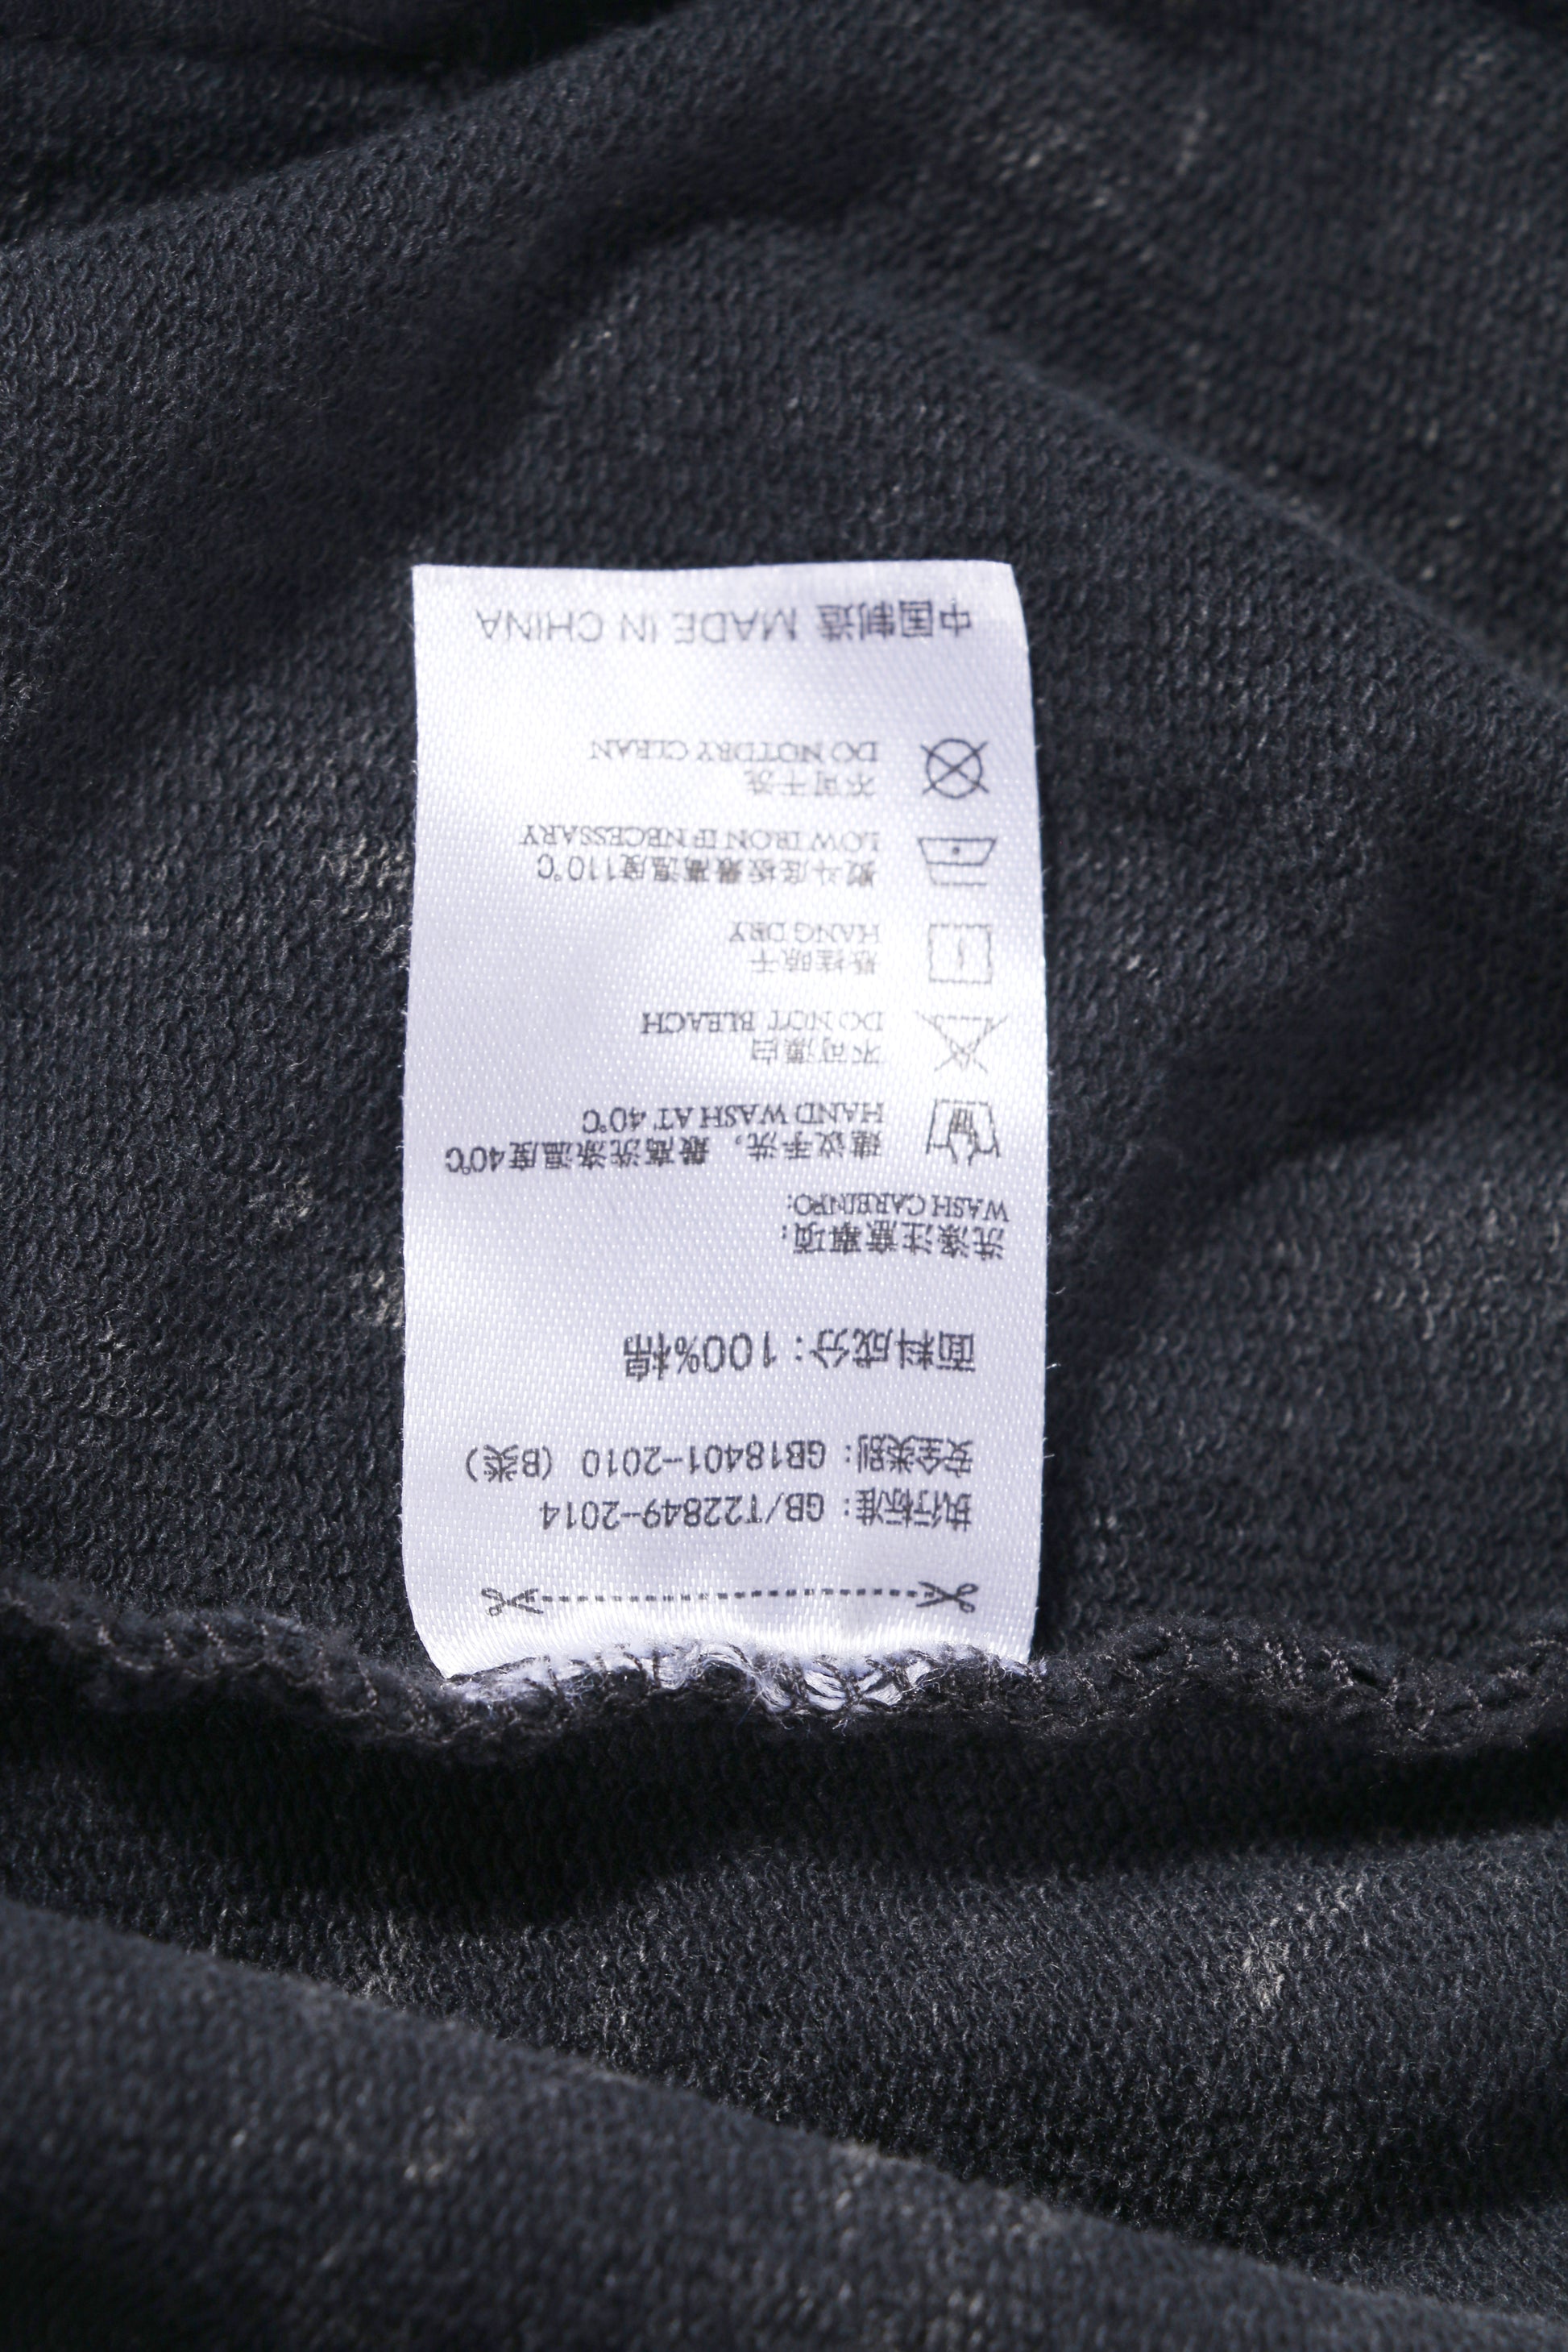 执行标准：GB/T22849-2014
安全类别：GB18401-2010（B类）
面料成分：100%棉
洗涤注意事项：
WASH CAREINFO:
建议手洗，最高洗涤温度40℃
HAND WASH AT 40℃
不可漂白
DO NOT BLEACH
悬挂晾干
HANG DRY
熨斗底板最高温度110℃
LOW IRON IF NECESSARY
不可干洗
DO NOTDRY CLEAN
中国制造 MADE IN CHINA